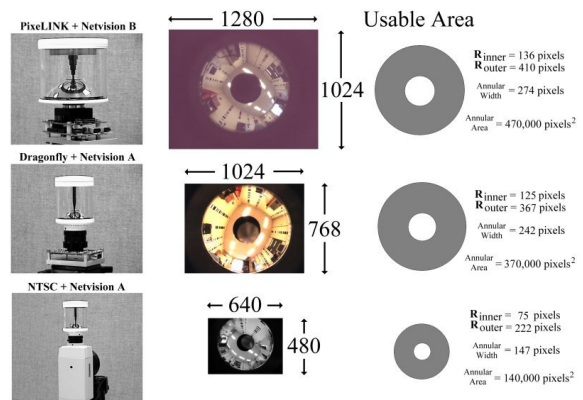 PixeLINK + Netvision B
1280
1024
Usable Area
Rinner = 136 pixels
Router = 410 pixels
Annular Width = 274 pixels
Annular Area = 470,000 pixels²
Dragonfly + Netvision A
1024
768
Rinner = 125 pixels
Router = 367 pixels
Annular Width = 242 pixels
Annular Area = 370,000 pixels²
NTSC + Netvision A
640
480
Rinner = 75 pixels
Router = 222 pixels
Annular Width = 147 pixels
Annular Area = 140,000 pixels²